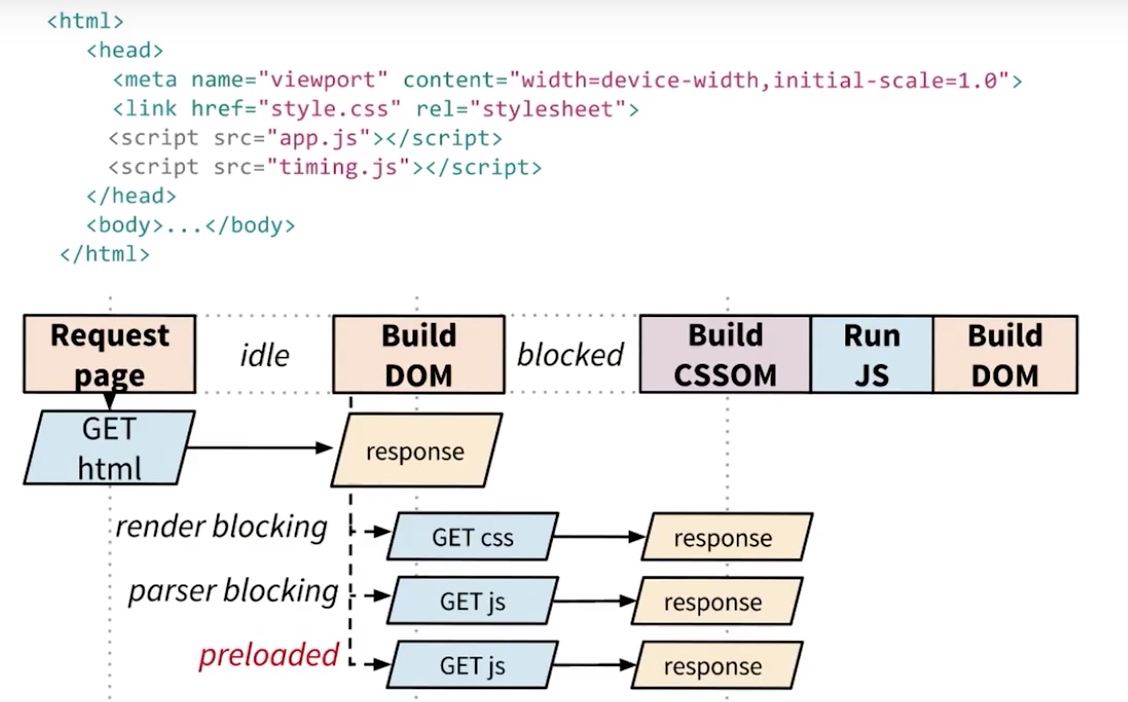 <html>
<head>
<meta name="viewport" content="width=device-width,initial-scale=1.0">
<link href="style.css" rel="stylesheet">
<script src="app.js"></script>
<script src="timing.js"></script>
</head>
<body>...</body>
</html>
Request
page
idle
Build
DOM
blocked
Build
CSSOM
Run
JS
Build
DOM
GET
html
response
render blocking
GET css
response
parser blocking
GET js
response
preloaded
GET js
response